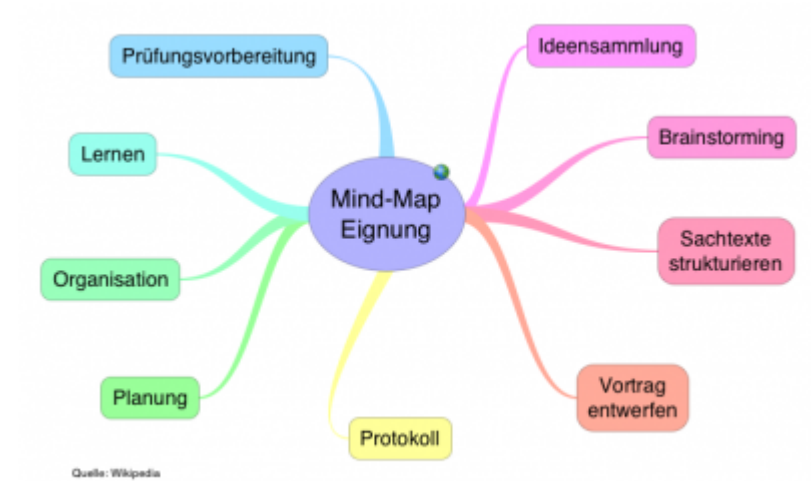 Prüfungsvorbereitung
Ideensammlung
Lernen
Brainstorming
Mind-Map
Eignung
Sachtexte
strukturieren
Organisation
Planung
Vortrag
entwerfen
Protokoll
Quelle: Wikipedia